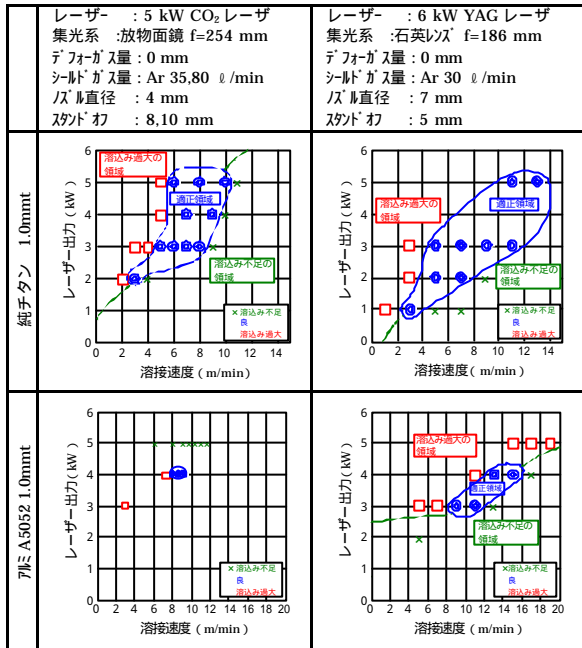 レーザー　：5 kW CO₂ レーザ
集光系　：放物面鏡 f=254 mm
ﾃﾞﾌｫｰｶﾞｽ量：0 mm
ｼｰﾙﾄﾞｶﾞｽ量：Ar 35,80 ℓ/min
ﾉｽﾞﾙ直径　：4 mm
ｽﾀﾝﾄﾞｵﾌ　：8,10 mm
レーザー　：6 kW YAG レーザー
集光系　：石英ﾚﾝｽﾞ f=186 mm
ﾃﾞﾌｫｰｶﾞｽ量：0 mm
ｼｰﾙﾄﾞｶﾞｽ量：Ar 30 ℓ/min
ﾉｽﾞﾙ直径　：7 mm
ｽﾀﾝﾄﾞｵﾌ　：5 mm
純チタン　1.0mmt
レーザー出力（kW）
6
5
4
3
2
1
0
溶込み過大の
領域
適正領域
溶込み不足の
領域
×溶込み不足
良
溶込み過大
0 2 4 6 8 10 12 14
溶接速度（m/min）
レーザー出力（kW）
6
5
4
3
2
1
0
溶込み過大の
領域
適正領域
溶込み不足の
領域
×溶込み不足
良
溶込み過大
0 2 4 6 8 10 12 14
溶接速度（m/min）
ｱﾙﾐ A5052 1.0mmt
レーザー出力（kW）
6
5
4
3
2
1
0
×溶込み不足
良
溶込み過大
0 2 4 6 8 10 12 14 16 18 20
溶接速度（m/min）
レーザー出力（kW）
6
5
4
3
2
1
0
溶込み過大の
領域
適正領域
溶込み不足の
領域
×溶込み不足
良
溶込み過大
0 2 4 6 8 10 12 14 16 18 20
溶接速度（m/min）